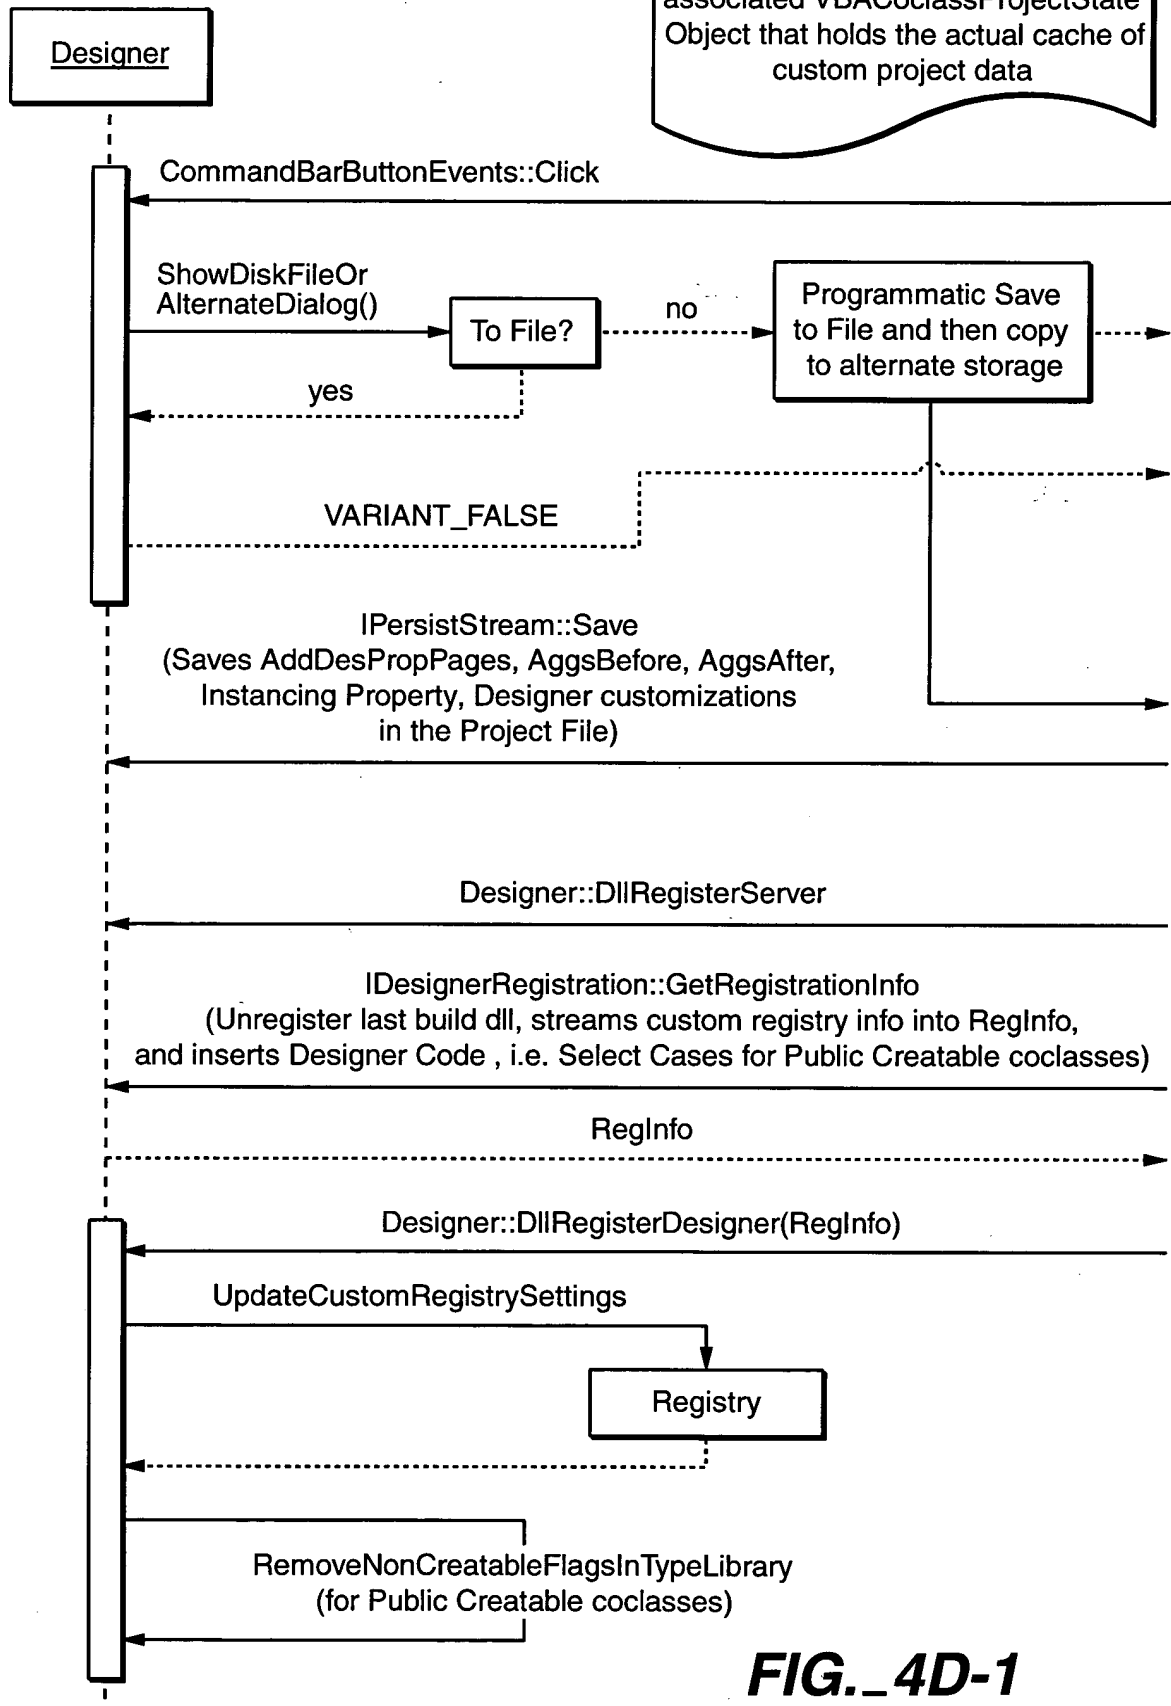 associated VBACoclassProjectState
Object that holds the actual cache of
custom project data
Designer
CommandBarButtonEvents::Click
ShowDiskFileOr
AlternateDialog()
To File?
no
Programmatic Save
to File and then copy
to alternate storage
yes
VARIANT_FALSE
IPersistStream::Save
(Saves AddDesPropPages, AggsBefore, AggsAfter,
Instancing Property, Designer customizations
in the Project File)
Designer::DllRegisterServer
IDesignerRegistration::GetRegistrationInfo
(Unregister last build dll, streams custom registry info into RegInfo,
and inserts Designer Code , i.e. Select Cases for Public Creatable coclasses)
RegInfo
Designer::DllRegisterDesigner(RegInfo)
UpdateCustomRegistrySettings
Registry
RemoveNonCreatableFlagsInTypeLibrary
(for Public Creatable coclasses)
FIG._4D-1